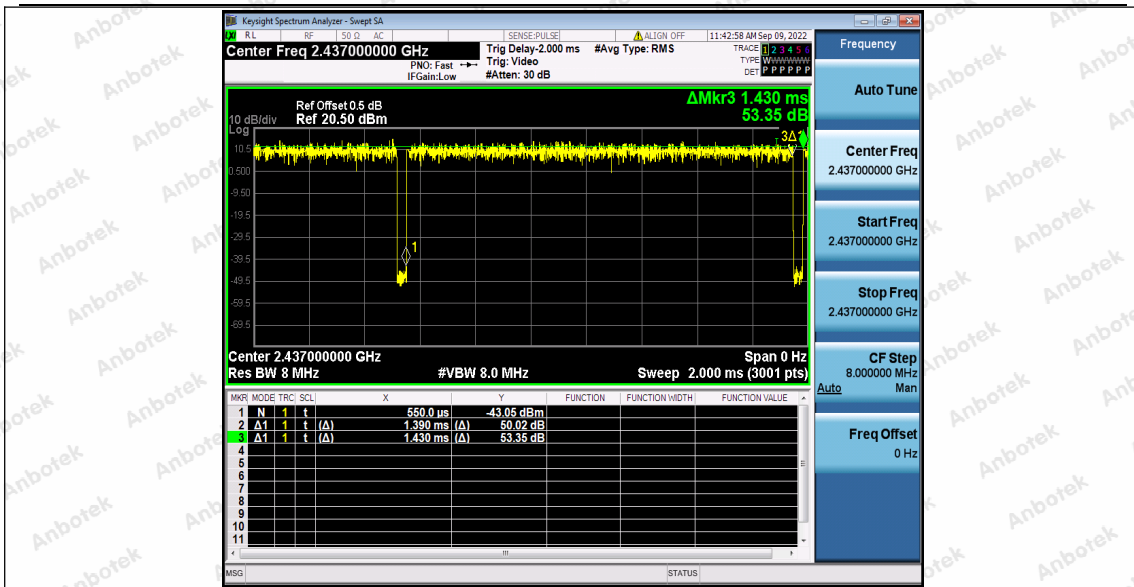 Keysight Spectrum Analyzer - Swept SA
RL RF 50 Ω AC SENSE:PULSE ALIGN OFF 11:42:58 AM Sep 09, 2022
Center Freq 2.437000000 GHz
PNO: Fast
IFGain:Low
Trig Delay-2.000 ms
Trig: Video
#Atten: 30 dB
#Avg Type: RMS
TRACE 1 2 3 4 5 6
TYPE WWWWWW
DET P P P P P P
Frequency
Auto Tune
Center Freq
2.437000000 GHz
Start Freq
2.437000000 GHz
Stop Freq
2.437000000 GHz
CF Step
8.000000 MHz
Auto Man
Freq Offset
0 Hz
ΔMkr3 1.430 ms
53.35 dB
Ref Offset 0.5 dB
10 dB/div Ref 20.50 dBm
Log
10.5
0.500
-9.50
-19.5
-29.5
-39.5
-49.5
-59.5
-69.5
1
Center 2.437000000 GHz Span 0 Hz
Res BW 8 MHz #VBW 8.0 MHz Sweep 2.000 ms (3001 pts)
MKR MODE TRC SCL X Y FUNCTION FUNCTION WIDTH FUNCTION VALUE
1 N 1 t 550.0 µs -43.05 dBm
2 Δ1 1 t (Δ) 1.390 ms (Δ) 50.02 dB
3 Δ1 1 t (Δ) 1.430 ms (Δ) 53.35 dB
4
5
6
7
8
9
10
11
MSG STATUS
Anbotek